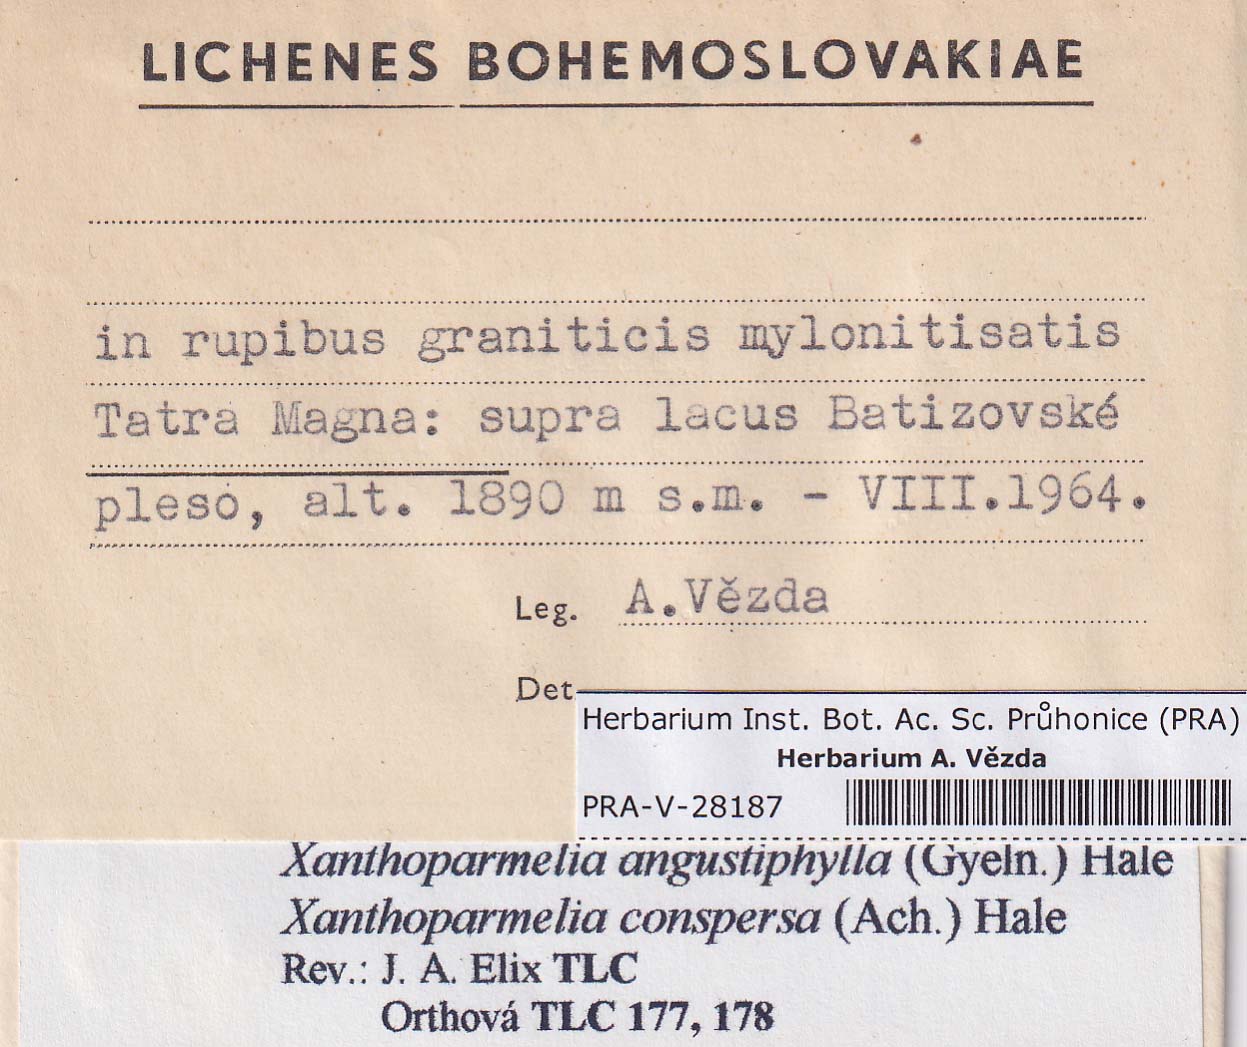 LICHENES BOHEMOSLOVAKIAE
in rupibus graniticis mylonitisatis
Tatra Magna: supra lacus Batizovské
pleso, alt. 1890 m s.m. - VIII.1964.
Leg. A.Vězda
Det
Herbarium Inst. Bot. Ac. Sc. Průhonice (PRA)
Herbarium A. Vězda
PRA-V-28187
Xanthoparmelia angustiphylla (Gyeln.) Hale
Xanthoparmelia conspersa (Ach.) Hale
Rev.: J. A. Elix TLC
Orthová TLC 177, 178